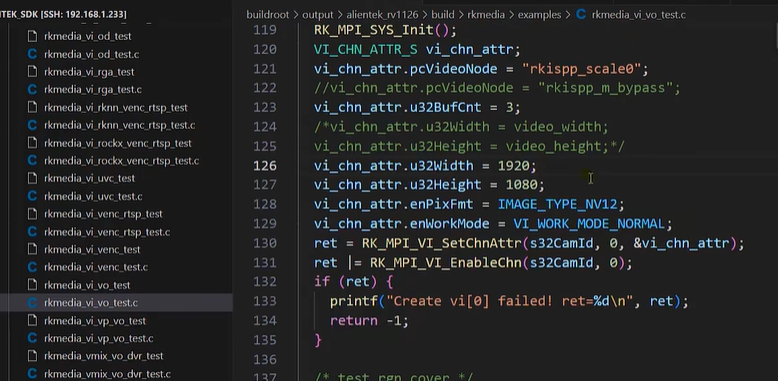 NTEK_SDK [SSH: 192.168.1.233]
rkmedia_vi_od_test
C rkmedia_vi_od_test.c
rkmedia_vi_rga_test
C rkmedia_vi_rga_test.c
rkmedia_vi_rknn_venc_rtsp_test
C rkmedia_vi_rknn_venc_rtsp_test.c
rkmedia_vi_rockx_venc_rtsp_test
C rkmedia_vi_rockx_venc_rtsp_test.c
rkmedia_vi_uvc_test
C rkmedia_vi_uvc_test.c
rkmedia_vi_venc_rtsp_test
C rkmedia_vi_venc_rtsp_test.c
rkmedia_vi_venc_test
C rkmedia_vi_venc_test.c
rkmedia_vi_vo_test
C rkmedia_vi_vo_test.c
rkmedia_vi_vp_vo_test
C rkmedia_vi_vp_vo_test.c
rkmedia_vmix_vo_dvr_test
C rkmedia_vmix_vo_dvr_test.c
buildroot > output > alientek_rv1126 > build > rkmedia > examples > C rkmedia_vi_vo_test.c
119 RK_MPI_SYS_Init();
120 VI_CHN_ATTR_S vi_chn_attr;
121 vi_chn_attr.pcVideoNode = "rkispp_scale0";
122 //vi_chn_attr.pcVideoNode = "rkispp_m_bypass";
123 vi_chn_attr.u32BufCnt = 3;
124 /*vi_chn_attr.u32Width = video_width;
125 vi_chn_attr.u32Height = video_height;*/
126 vi_chn_attr.u32Width = 1920;
127 vi_chn_attr.u32Height = 1080;
128 vi_chn_attr.enPixFmt = IMAGE_TYPE_NV12;
129 vi_chn_attr.enWorkMode = VI_WORK_MODE_NORMAL;
130 ret = RK_MPI_VI_SetChnAttr(s32CamId, 0, &vi_chn_attr);
131 ret |= RK_MPI_VI_EnableChn(s32CamId, 0);
132 if (ret) {
133 printf("Create vi[0] failed! ret=%d\n", ret);
134 return -1;
135 }
136
137 /* test rgn cover */